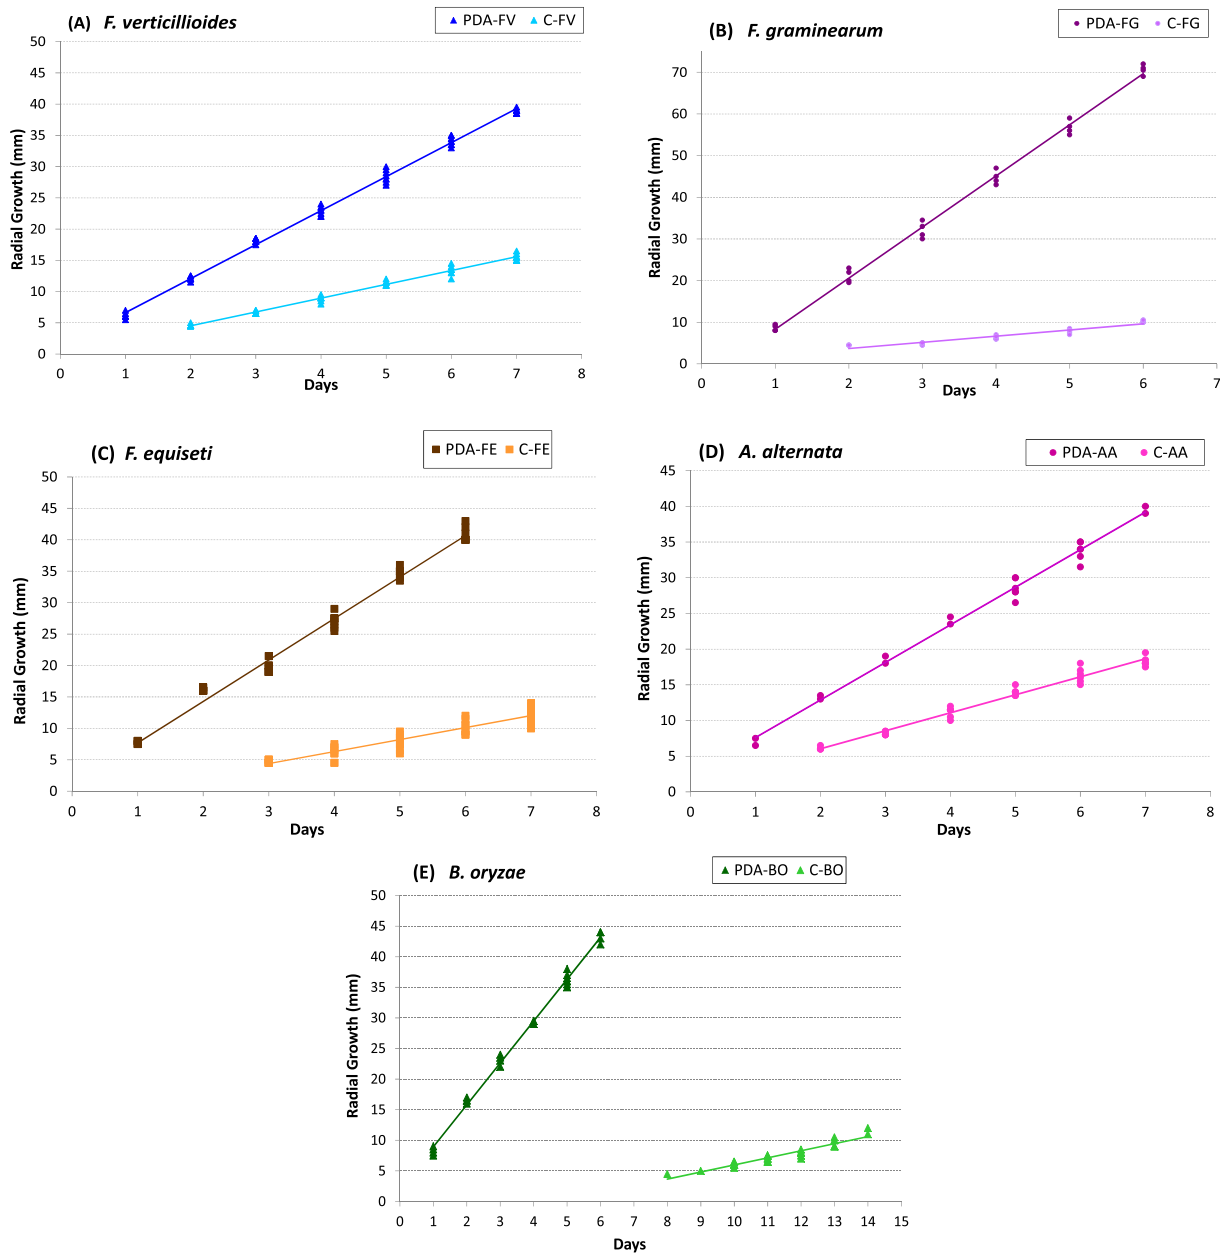 (A) F. verticillioides
PDA-FV C-FV
50
45
40
35
30
25
20
15
10
5
0
Radial Growth (mm)
0 1 2 3 4 5 6 7 8
Days
(B) F. graminearum
PDA-FG C-FG
70
60
50
40
30
20
10
0
Radial Growth (mm)
0 1 2 3 4 5 6 7
Days
(C) F. equiseti
PDA-FE C-FE
50
45
40
35
30
25
20
15
10
5
0
Radial Growth (mm)
0 1 2 3 4 5 6 7 8
Days
(D) A. alternata
PDA-AA C-AA
45
40
35
30
25
20
15
10
5
0
Radial Growth (mm)
0 1 2 3 4 5 6 7 8
Days
(E) B. oryzae
PDA-BO C-BO
50
45
40
35
30
25
20
15
10
5
0
Radial Growth (mm)
0 1 2 3 4 5 6 7 8 9 10 11 12 13 14 15
Days